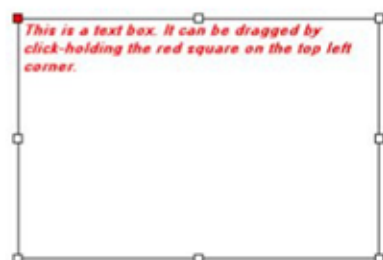 This is a text box. It can be dragged by
click-holding the red square on the top left
corner.